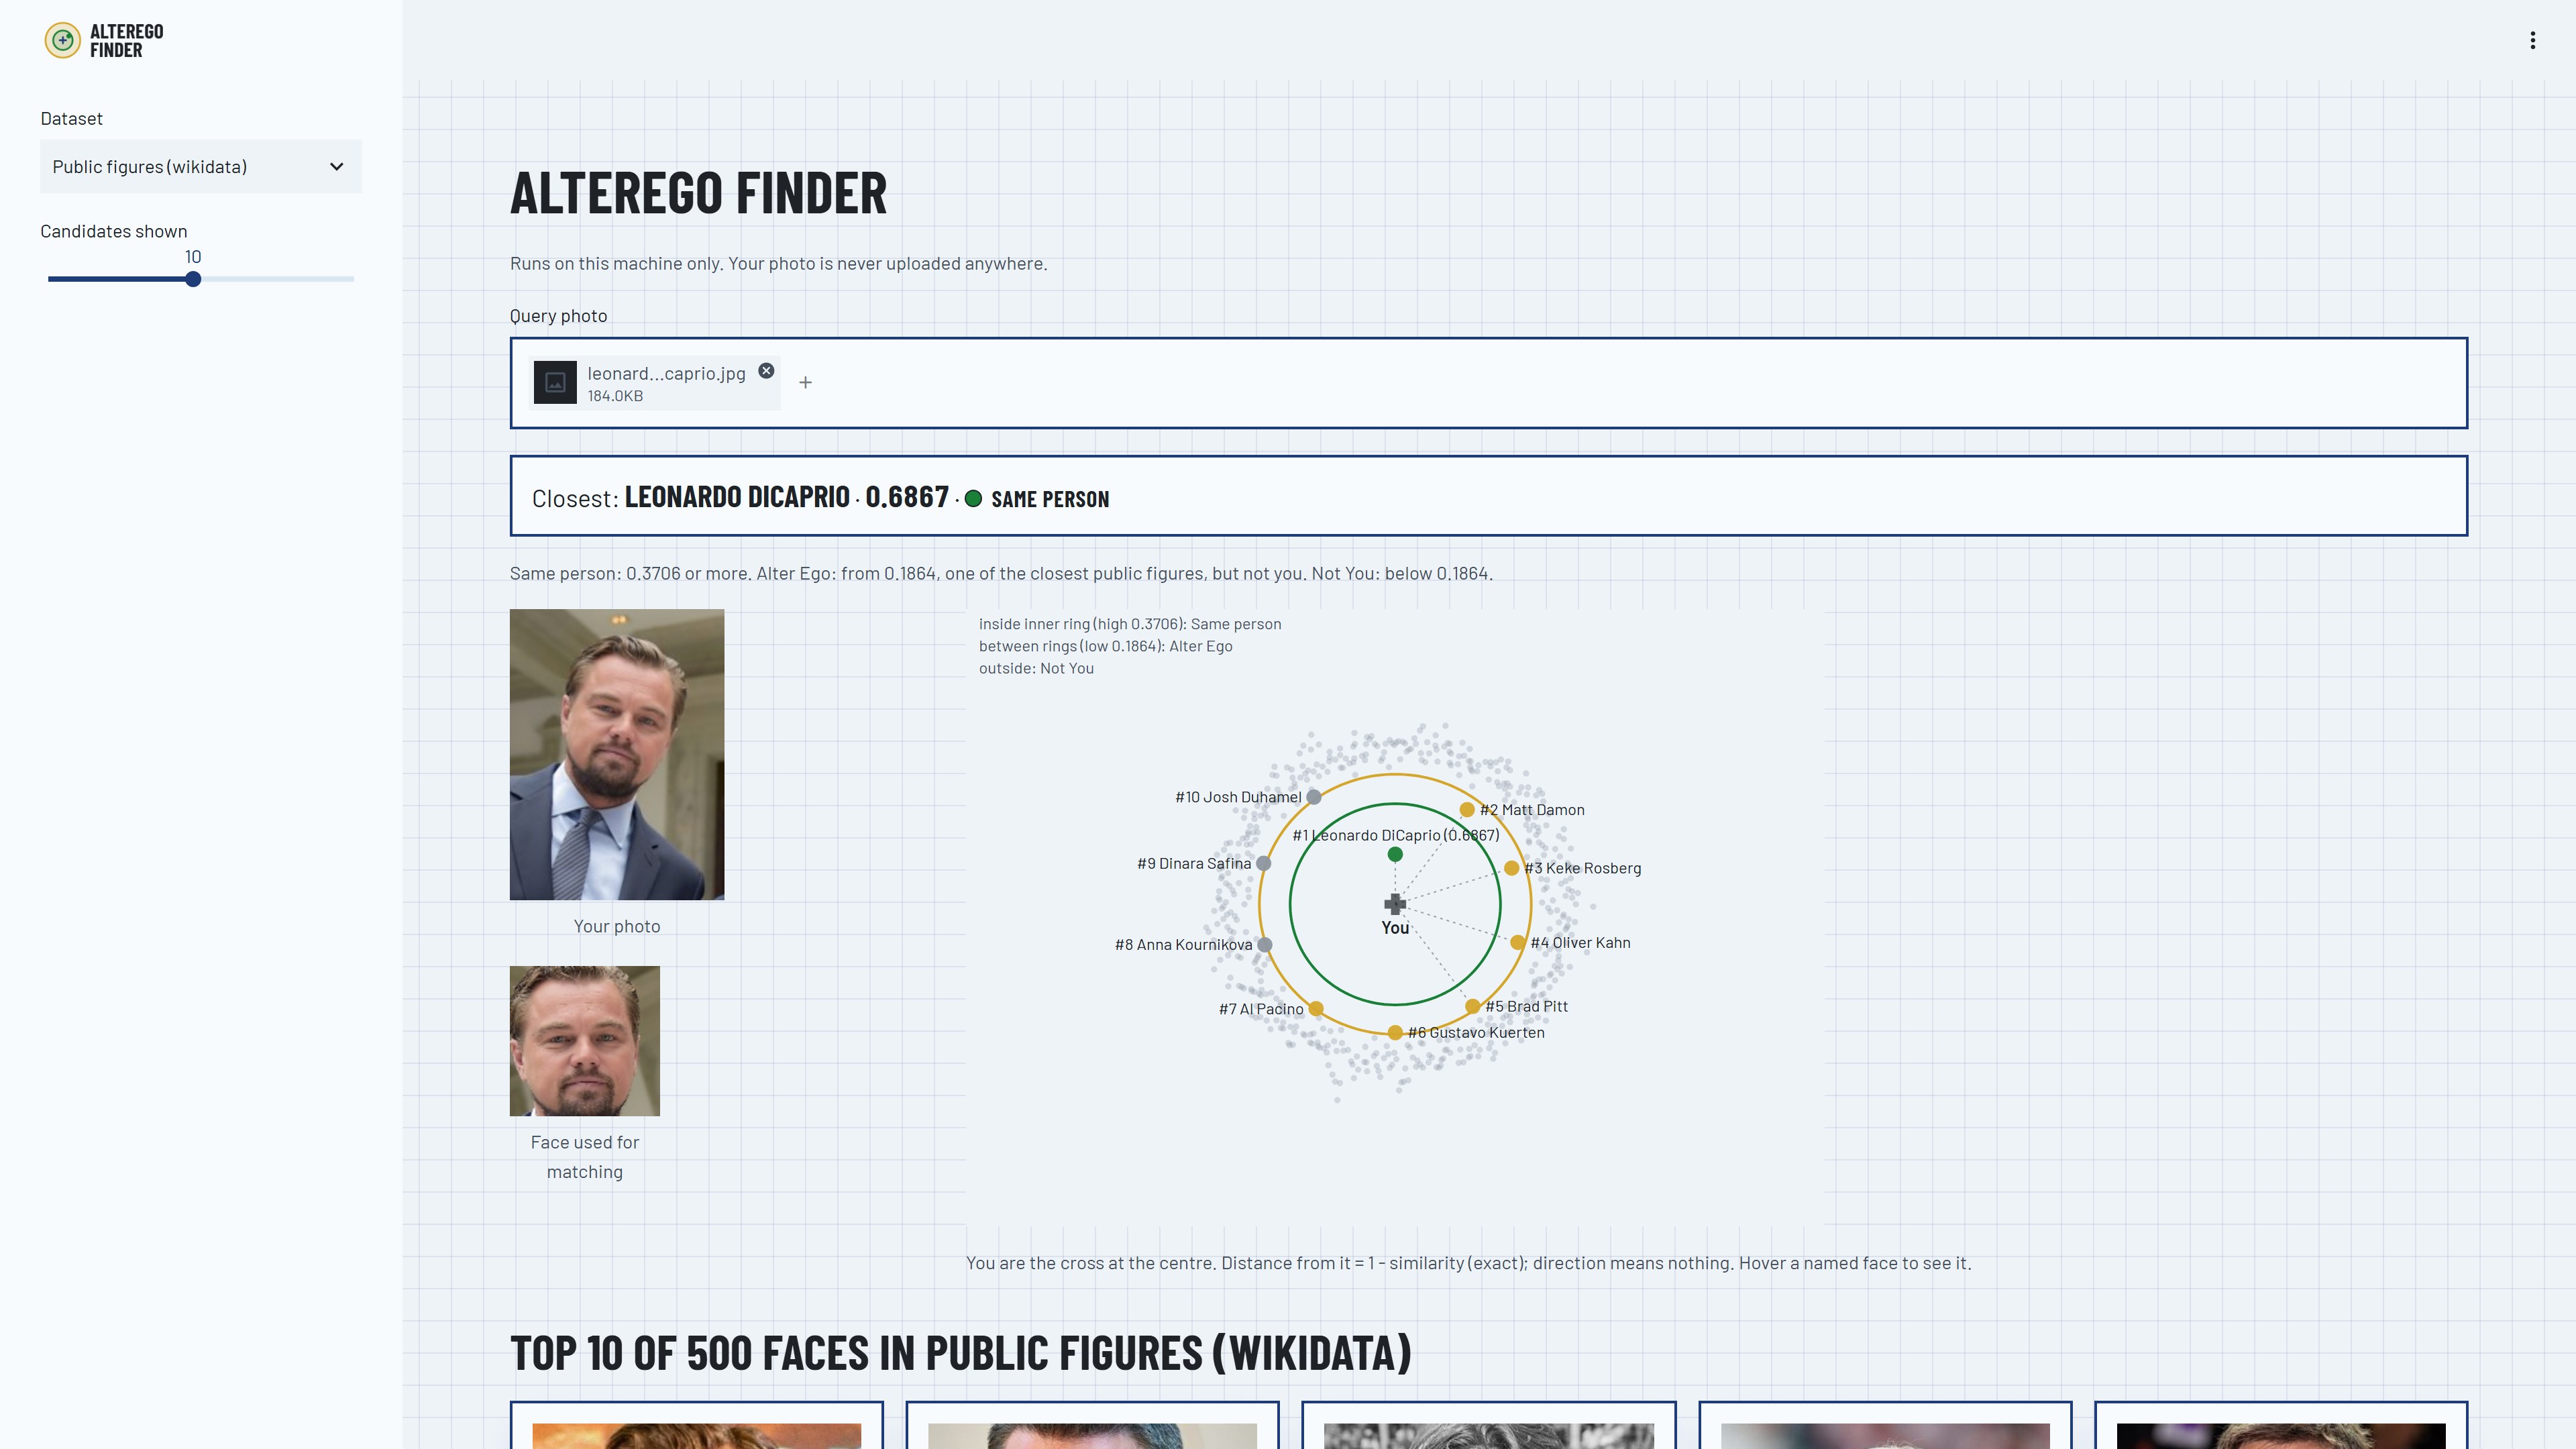 ALTEREGO
FINDER
Dataset
Public figures (wikidata)
Candidates shown
10
ALTEREGO FINDER
Runs on this machine only. Your photo is never uploaded anywhere.
Query photo
leonard...caprio.jpg
184.0KB
Closest: LEONARDO DICAPRIO · 0.6867 · SAME PERSON
Same person: 0.3706 or more. Alter Ego: from 0.1864, one of the closest public figures, but not you. Not You: below 0.1864.
inside inner ring (high 0.3706): Same person
between rings (low 0.1864): Alter Ego
outside: Not You
#10 Josh Duhamel
#2 Matt Damon
#1 Leonardo DiCaprio (0.6867)
#9 Dinara Safina
#3 Keke Rosberg
You
#8 Anna Kournikova
#4 Oliver Kahn
#7 Al Pacino
#5 Brad Pitt
#6 Gustavo Kuerten
Your photo
Face used for
matching
You are the cross at the centre. Distance from it = 1 - similarity (exact); direction means nothing. Hover a named face to see it.
TOP 10 OF 500 FACES IN PUBLIC FIGURES (WIKIDATA)